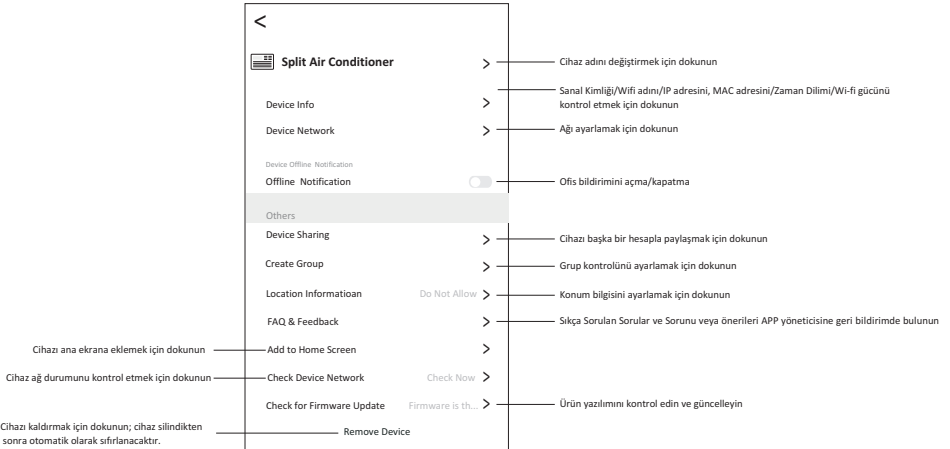 <
Split Air Conditioner >
Cihaz adını değiştirmek için dokunun
Device Info >
Sanal Kimliği/Wifi adını/IP adresini, MAC adresini/Zaman Dilimi/Wi-fi gücünü
kontrol etmek için dokunun
Device Network >
Ağı ayarlamak için dokunun
Device Offline Notification
Offline Notification
Ofis bildirimini açma/kapatma
Others
Device Sharing >
Cihazı başka bir hesapla paylaşmak için dokunun
Create Group >
Grup kontrolünü ayarlamak için dokunun
Location Informatioan Do Not Allow >
Konum bilgisini ayarlamak için dokunun
FAQ & Feedback >
Sıkça Sorulan Sorular ve Sorunu veya önerileri APP yöneticisine geri bildirimde bulunun
Cihazı ana ekrana eklemek için dokunun
Add to Home Screen >
Cihaz ağ durumunu kontrol etmek için dokunun
Check Device Network Check Now >
Check for Firmware Update Firmware is th... >
Ürün yazılımını kontrol edin ve güncelleyin
Cihazı kaldırmak için dokunun; cihaz silindikten
sonra otomatik olarak sıfırlanacaktır.
Remove Device